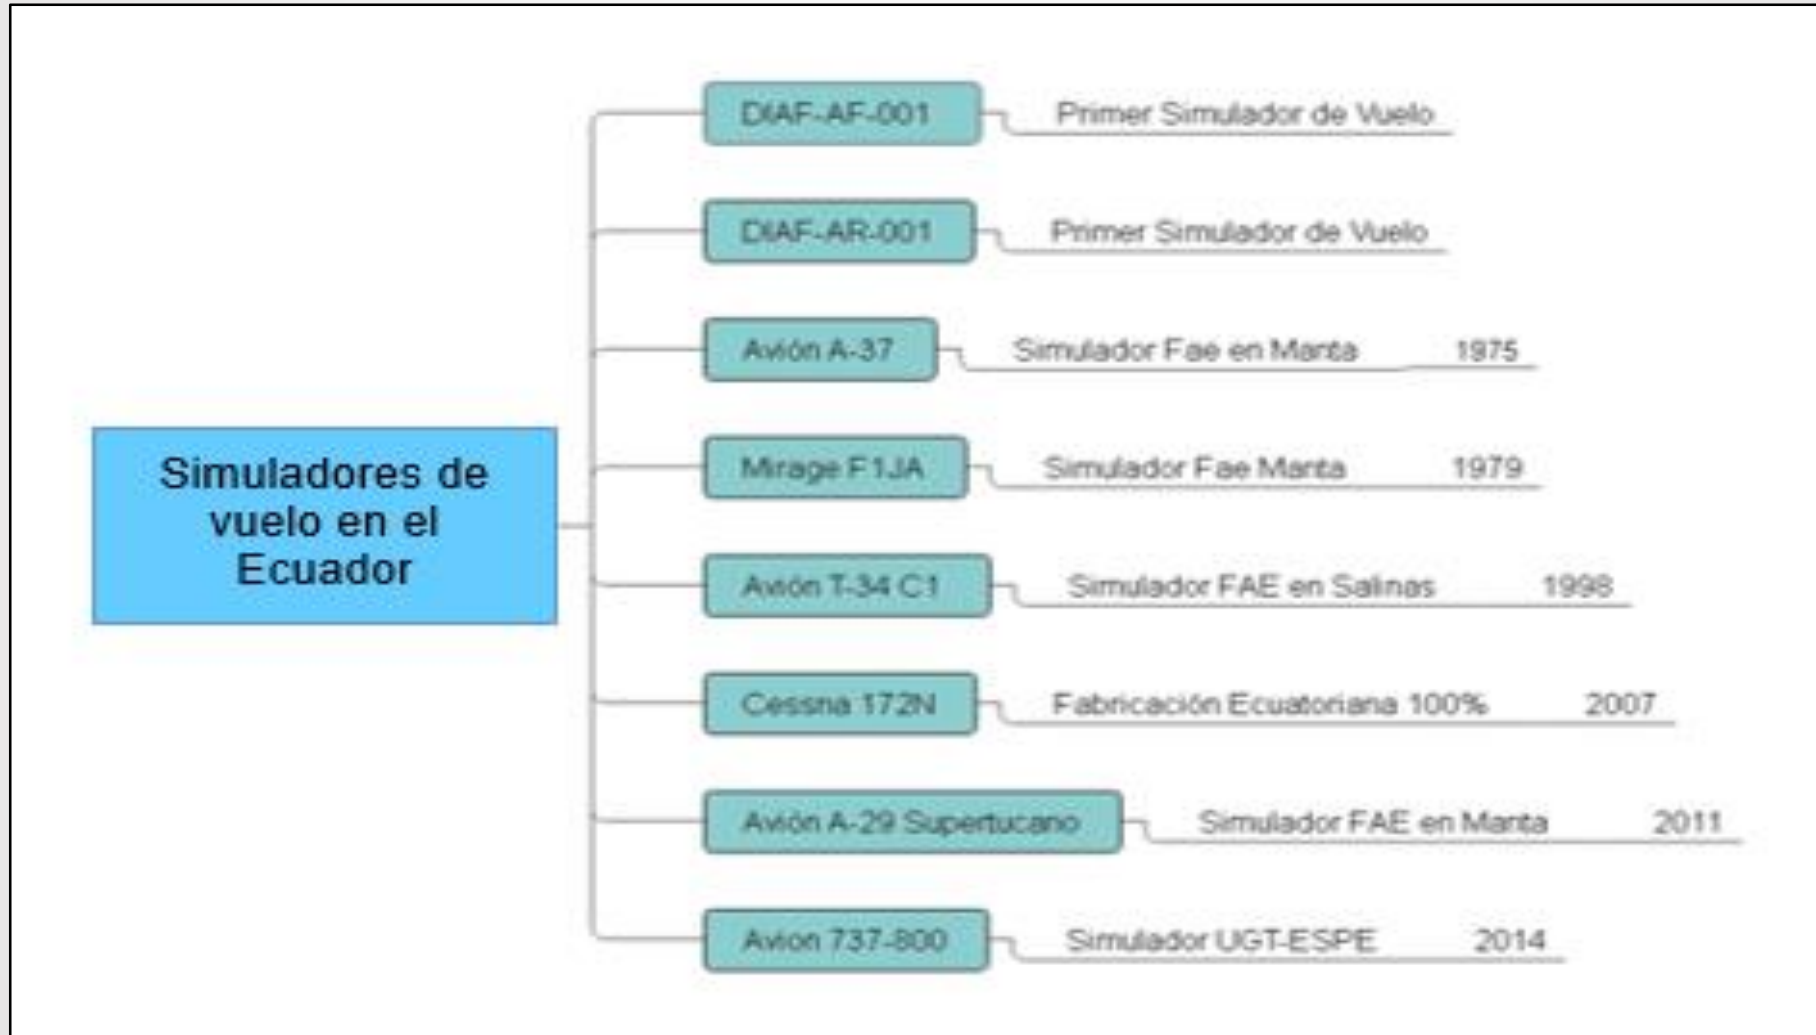 Simuladores de
vuelo en el
Ecuador
DIAF-AF-001 Primer Simulador de Vuelo
DIAF-AR-001 Primer Simulador de Vuelo
Avión A-37 Simulador Fae en Manta 1975
Mirage F1JA Simulador Fae Manta 1979
Avión T-34 C1 Simulador FAE en Salinas 1998
Cessna 172N Fabricación Ecuatoriana 100% 2007
Avión A-29 Supertucano Simulador FAE en Manta 2011
Avion 737-800 Simulador UGT-ESPE 2014